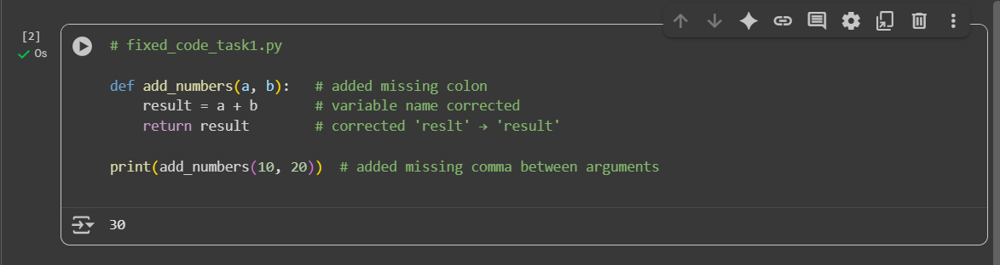 [2]
0s
# fixed_code_task1.py
def add_numbers(a, b):   # added missing colon
    result = a + b       # variable name corrected
    return result        # corrected 'reslt' → 'result'
print(add_numbers(10, 20))  # added missing comma between arguments
30